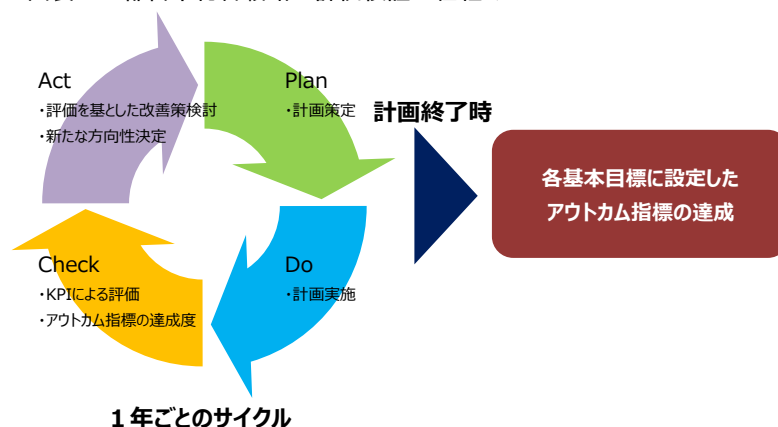 Act
・評価を基とした改善策検討
・新たな方向性決定
Plan
・計画策定
計画終了時
各基本目標に設定した
アウトカム指標の達成
Check
・KPIによる評価
・アウトカム指標の達成度
Do
・計画実施
１年ごとのサイクル